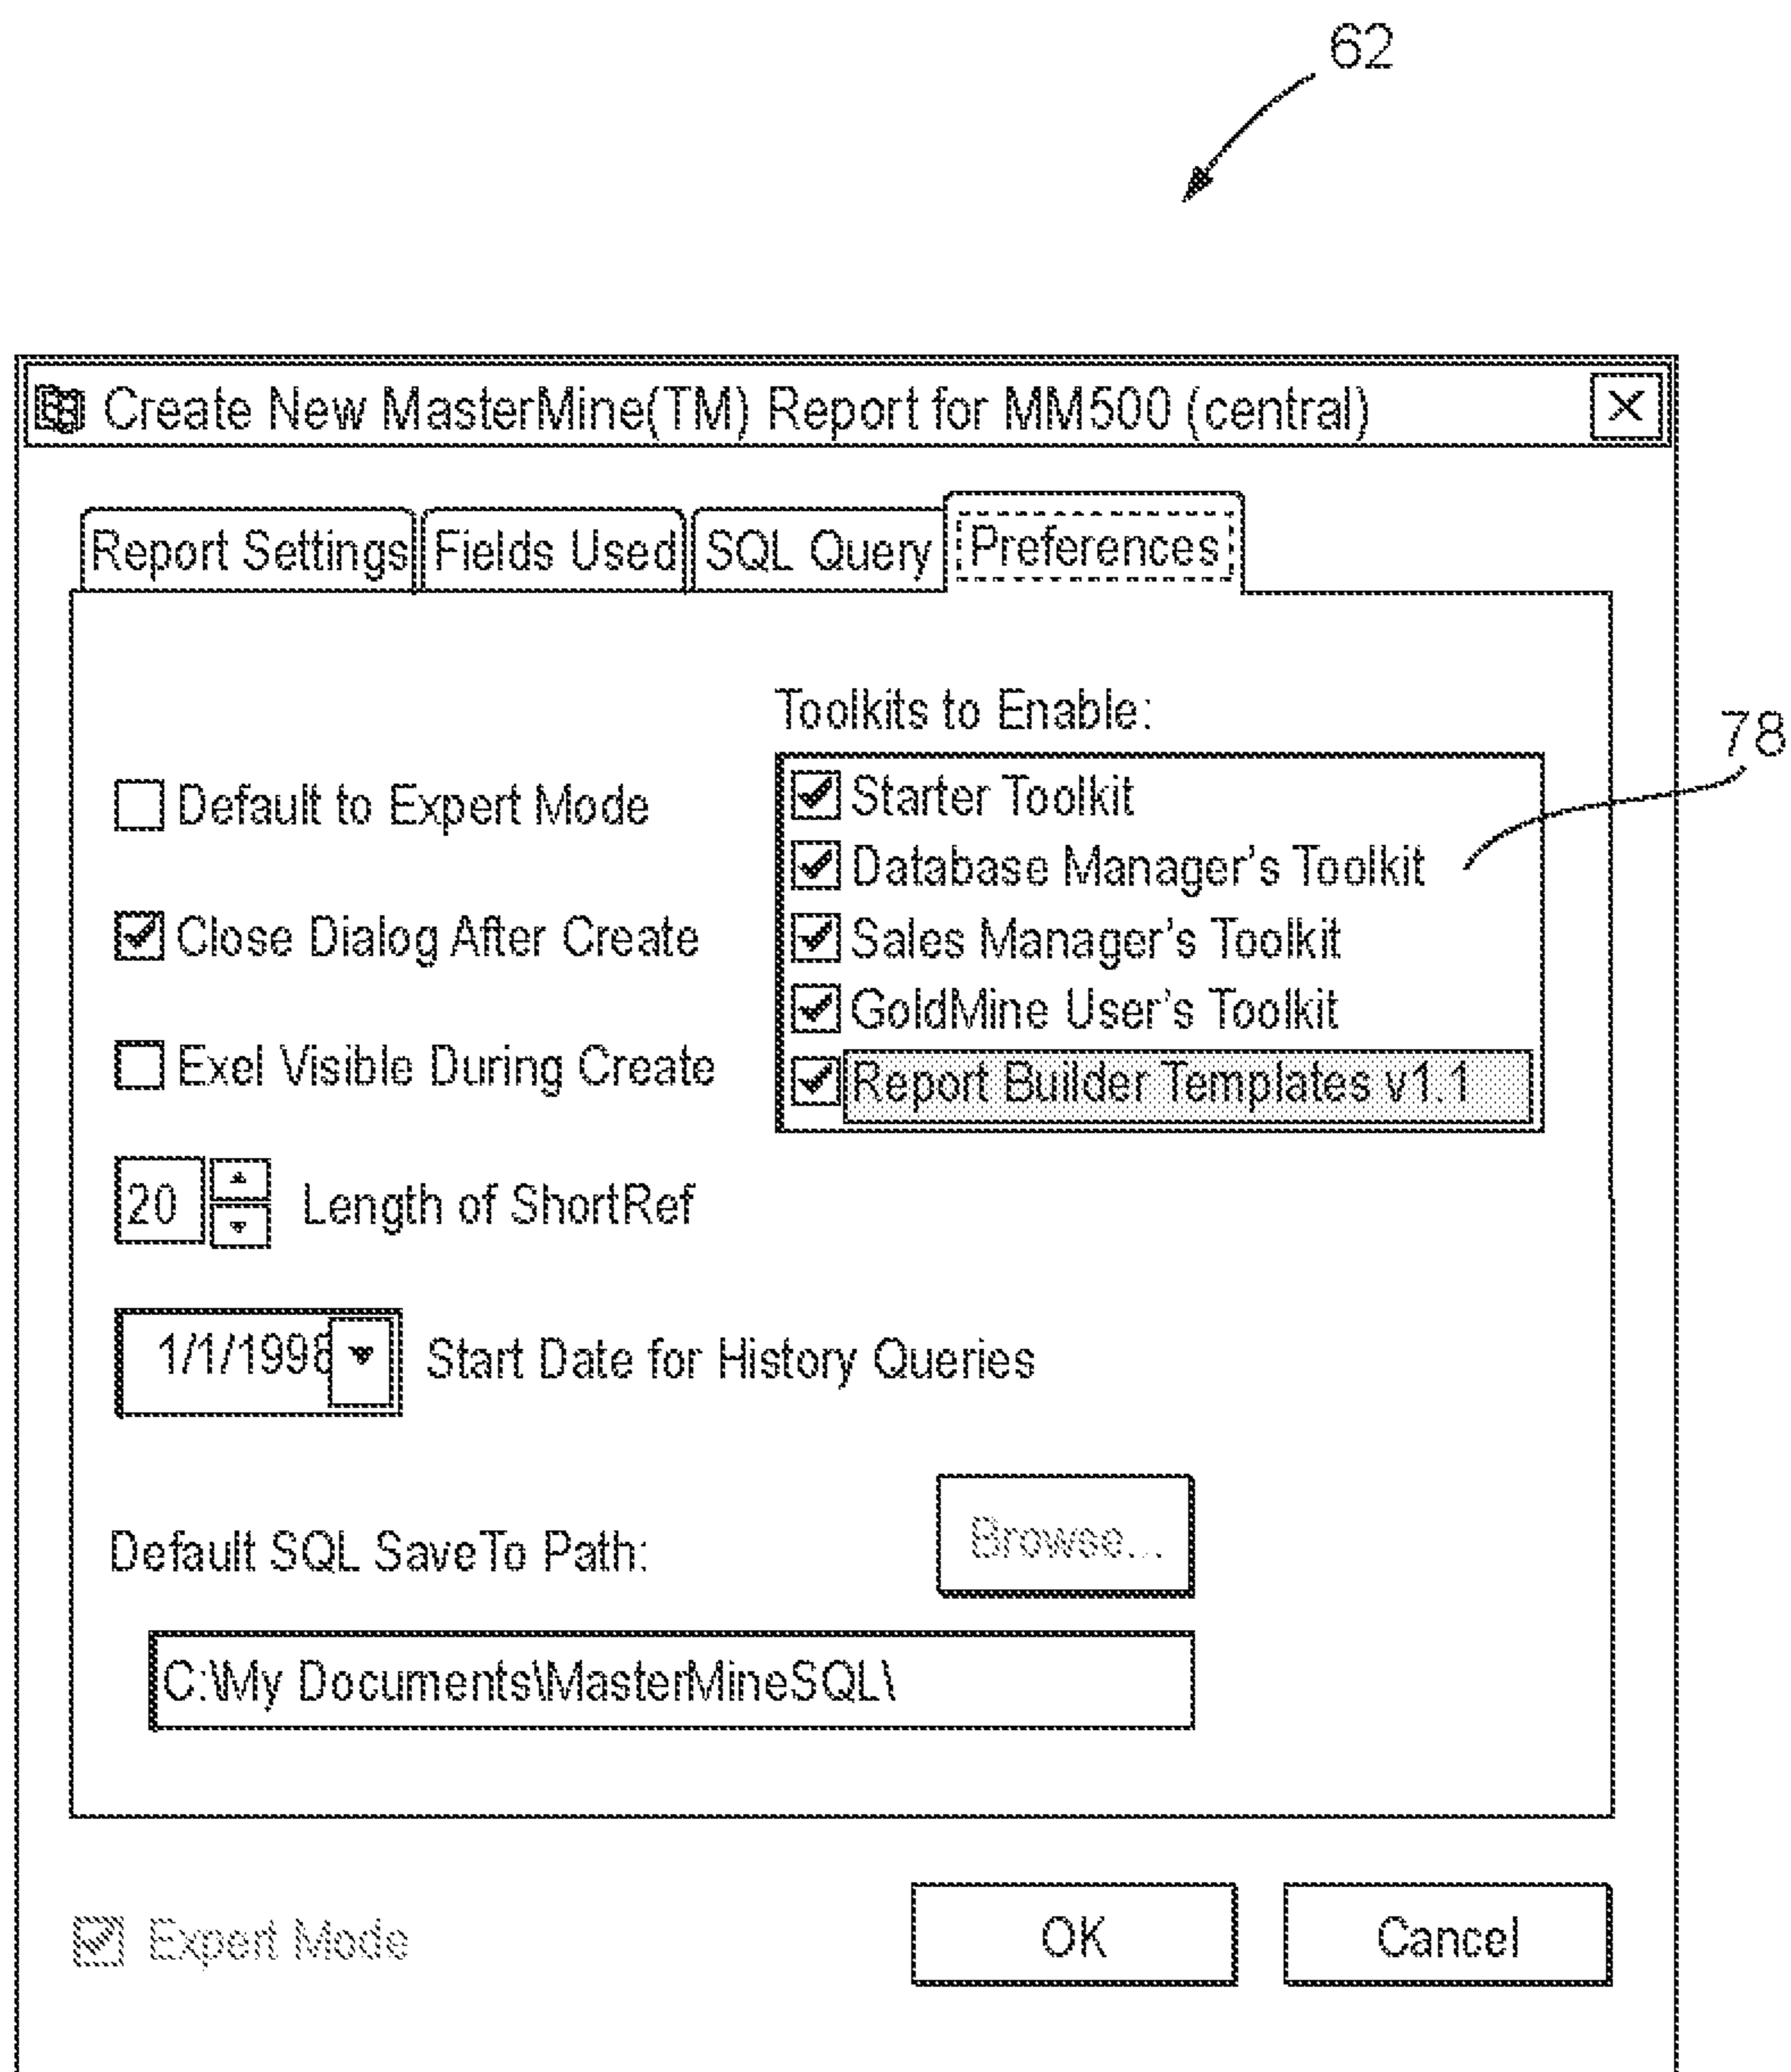 62
Create New MasterMine(TM) Report for MM500 (central)
Report Settings Fields Used SQL Query Preferences
Toolkits to Enable:
78
Default to Expert Mode
Close Dialog After Create
Exel Visible During Create
Starter Toolkit
Database Manager's Toolkit
Sales Manager's Toolkit
GoldMine User's Toolkit
Report Builder Templates v1.1
20 Length of ShortRef
1/1/1998 Start Date for History Queries
Default SQL SaveTo Path:
Browse...
C:\My Documents\MasterMineSQL\
Expert Mode
OK
Cancel